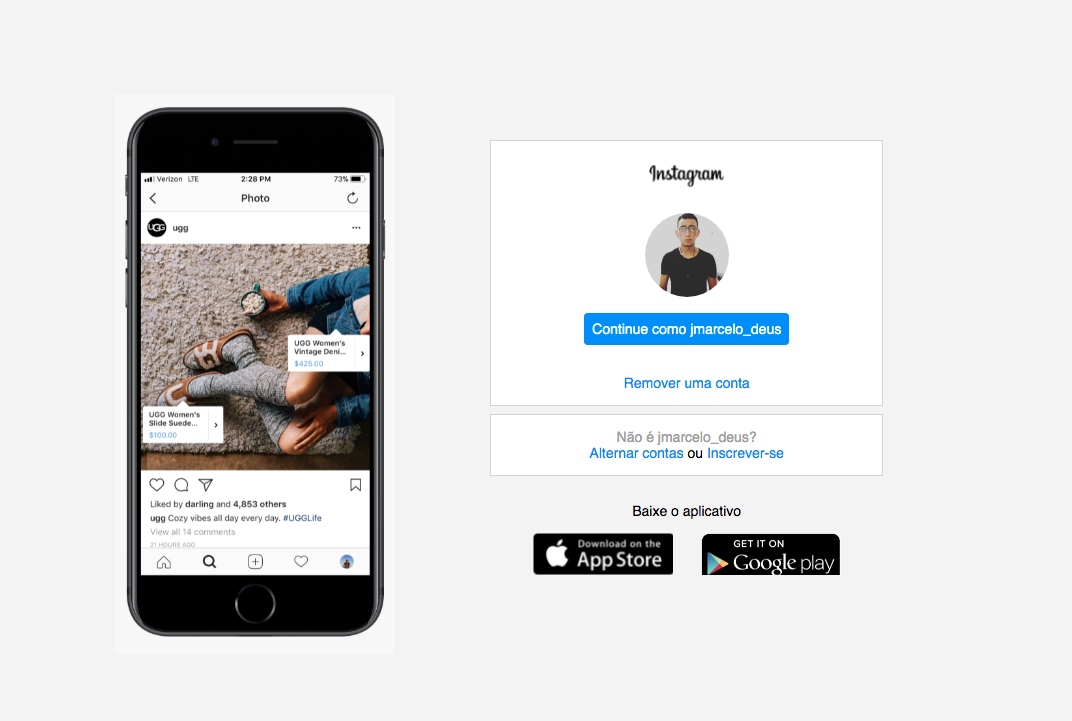 Verizon LTE 2:28 PM 73%
Photo
UGG ugg
UGG Women's
Vintage Deni...
$425.00
UGG Women's
Slide Suede...
$100.00
Liked by darling and 4,853 others
ugg Cozy vibes all day every day. #UGGLife
View all 14 comments
21 HOURS AGO
Instagram
Continue como jmarcelo_deus
Remover uma conta
Não é jmarcelo_deus?
Alternar contas ou Inscrever-se
Baixe o aplicativo
Download on the
App Store
GET IT ON
Google play